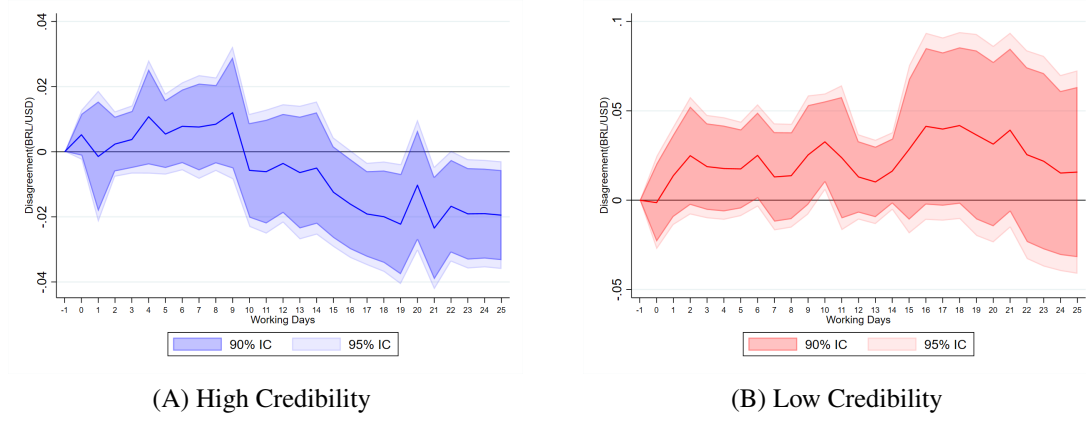 .04
.02
0
-.02
-.04
Disagreement(BRL/USD)
-1 0 1 2 3 4 5 6 7 8 9 10 11 12 13 14 15 16 17 18 19 20 21 22 23 24 25
Working Days
90% IC 95% IC
(A) High Credibility
.1
.05
0
-.05
Disagreement(BRL/USD)
-1 0 1 2 3 4 5 6 7 8 9 10 11 12 13 14 15 16 17 18 19 20 21 22 23 24 25
Working Days
90% IC 95% IC
(B) Low Credibility